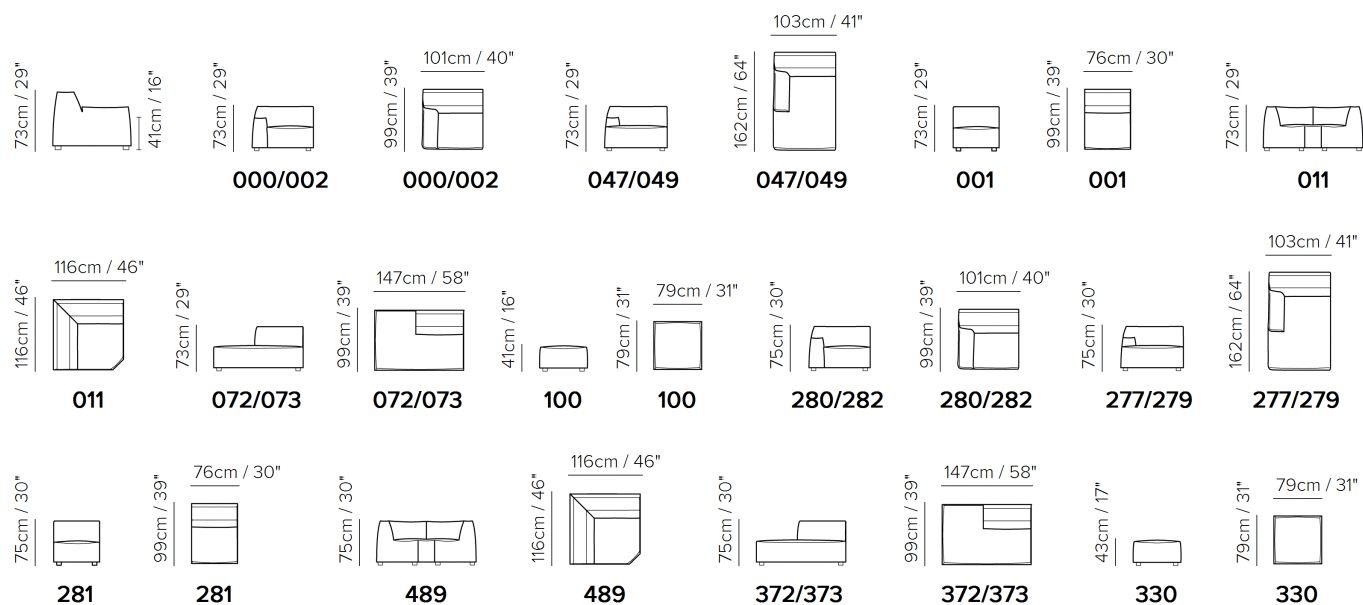 103cm / 41"
73cm / 29"
41cm / 16"
73cm / 29"
101cm / 40"
99cm / 39"
73cm / 29"
162cm / 64"
73cm / 29"
76cm / 30"
99cm / 39"
73cm / 29"
000/002
000/002
047/049
047/049
001
001
011
116cm / 46"
116cm / 46"
73cm / 29"
147cm / 58"
99cm / 39"
41cm / 16"
79cm / 31"
79cm / 31"
75cm / 30"
101cm / 40"
99cm / 39"
75cm / 30"
103cm / 41"
162cm / 64"
011
072/073
072/073
100
100
280/282
280/282
277/279
277/279
75cm / 30"
76cm / 30"
99cm / 39"
75cm / 30"
116cm / 46"
116cm / 46"
75cm / 30"
147cm / 58"
99cm / 39"
43cm / 17"
79cm / 31"
79cm / 31"
281
281
489
489
372/373
372/373
330
330